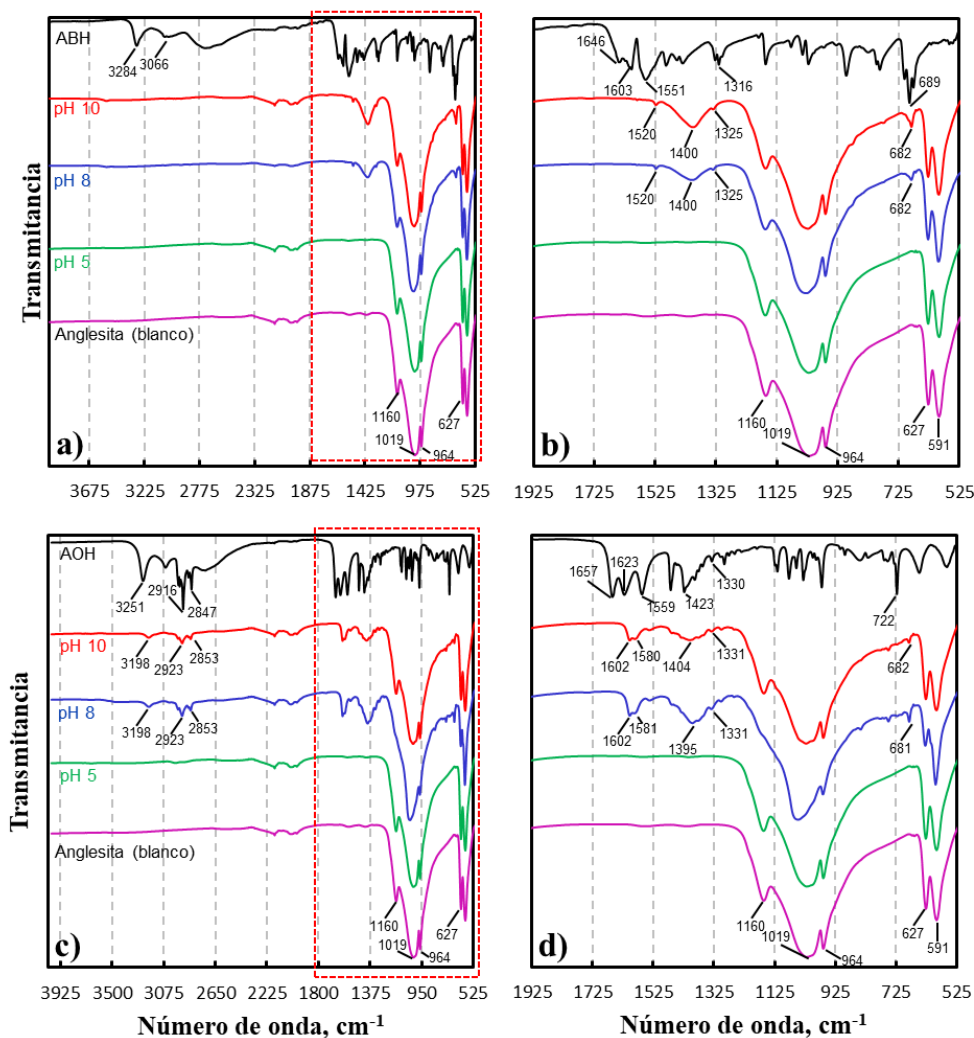 Transmitancia
ABH
3284
3066
pH 10
pH 8
pH 5
Anglesita (blanco)
1160
1019
964
627
a)
3675 3225 2775 2325 1875 1425 975 525
1646
1603
1551
1316
689
1520
1400
1325
682
1520
1400
1325
682
1160
1019
964
627
591
b)
1925 1725 1525 1325 1125 925 725 525
Transmitancia
AOH
3251
2916
2847
pH 10
3198
2923
2853
pH 8
3198
2923
2853
pH 5
Anglesita (blanco)
1160
1019
964
627
c)
3925 3500 3075 2650 2225 1800 1375 950 525
Número de onda, cm-1
1657
1623
1559
1423
1330
722
1602
1580
1404
1331
682
1602
1581
1395
1331
681
1160
1019
964
627
591
d)
1925 1725 1525 1325 1125 925 725 525
Número de onda, cm-1